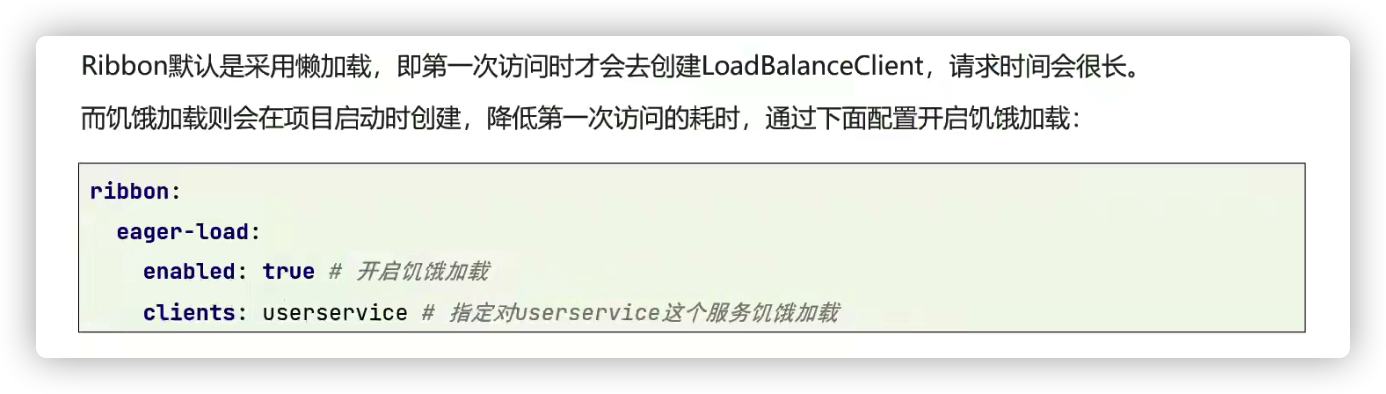 Ribbon默认是采用懒加载，即第一次访问时才会去创建LoadBalanceClient，请求时间会很长。
而饥饿加载则会在项目启动时创建，降低第一次访问的耗时，通过下面配置开启饥饿加载：
ribbon:
  eager-load:
    enabled: true # 开启饥饿加载
    clients: userservice # 指定对userservice这个服务饥饿加载